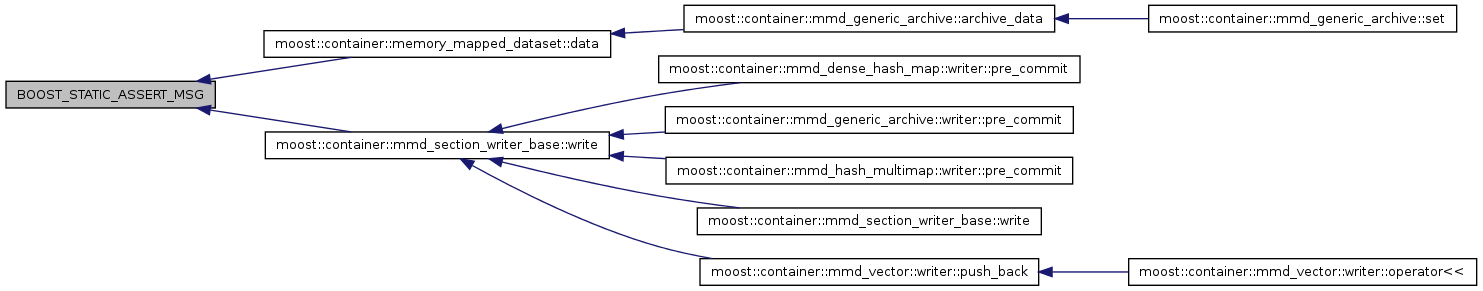 moost::container::mmd_generic_archive::archive_data
moost::container::mmd_generic_archive::set
moost::container::memory_mapped_dataset::data
moost::container::mmd_dense_hash_map::writer::pre_commit
BOOST_STATIC_ASSERT_MSG
moost::container::mmd_generic_archive::writer::pre_commit
moost::container::mmd_section_writer_base::write
moost::container::mmd_hash_multimap::writer::pre_commit
moost::container::mmd_section_writer_base::write
moost::container::mmd_vector::writer::push_back
moost::container::mmd_vector::writer::operator<<